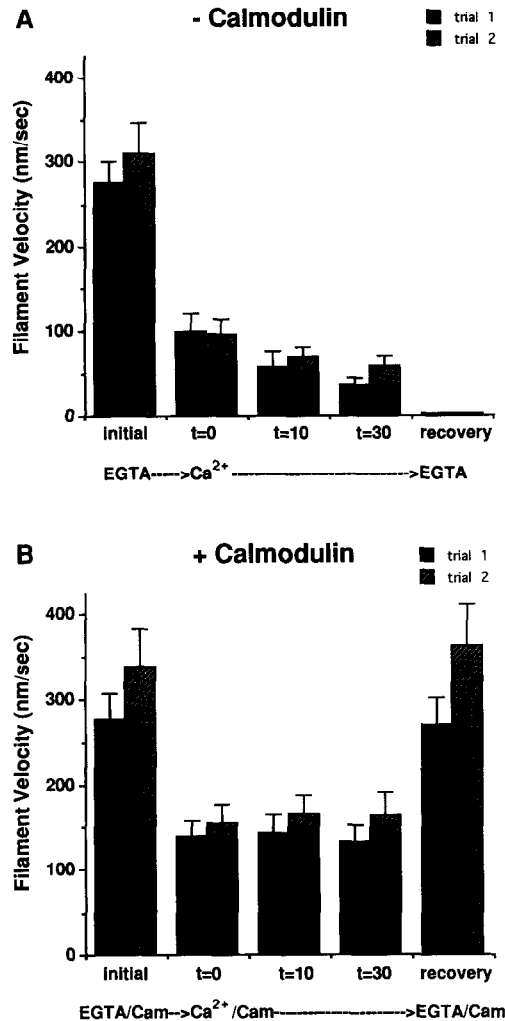 A
- Calmodulin
trial 1
trial 2
Filament Velocity (nm/sec)
400
300
200
100
0
initial t=0 t=10 t=30 recovery
EGTA----->Ca2+ ------------------------------>EGTA
B
+ Calmodulin
trial 1
trial 2
Filament Velocity (nm/sec)
400
300
200
100
0
initial t=0 t=10 t=30 recovery
EGTA/Cam-->Ca2+ /Cam---------------------->EGTA/Cam